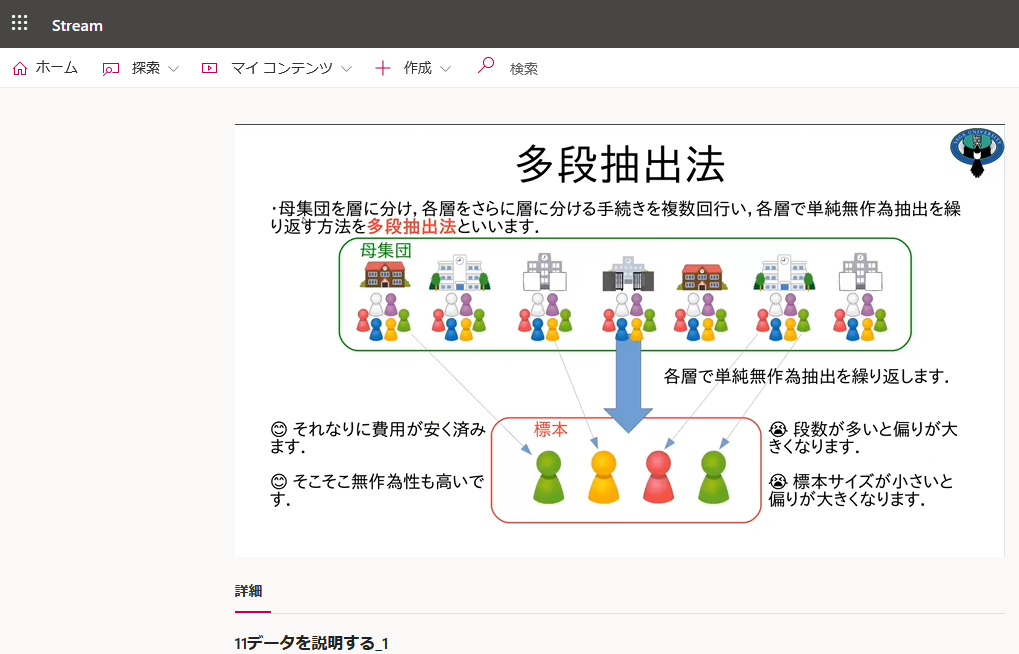 Stream
ホーム 探索 マイ コンテンツ 作成 検索
多段抽出法
・母集団を層に分け，各層をさらに層に分ける手続きを複数回行い，各層で単純無作為抽出を繰
り返す方法を多段抽出法といいます．
母集団
各層で単純無作為抽出を繰り返します．
😊 それなりに費用が安く済み
ます．
😊 そこそこ無作為性も高いで
す．
標本
😭 段数が多いと偏りが大
きくなります．
😭 標本サイズが小さいと
偏りが大きくなります．
詳細
11データを説明する_1